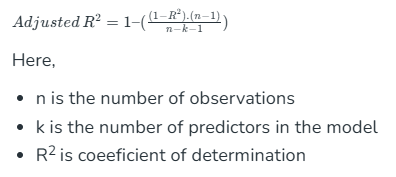 Adjusted R² = 1–((1−R²).(n−1)/n−k−1)
Here,
• n is the number of observations
• k is the number of predictors in the model
• R² is coeeficient of determination